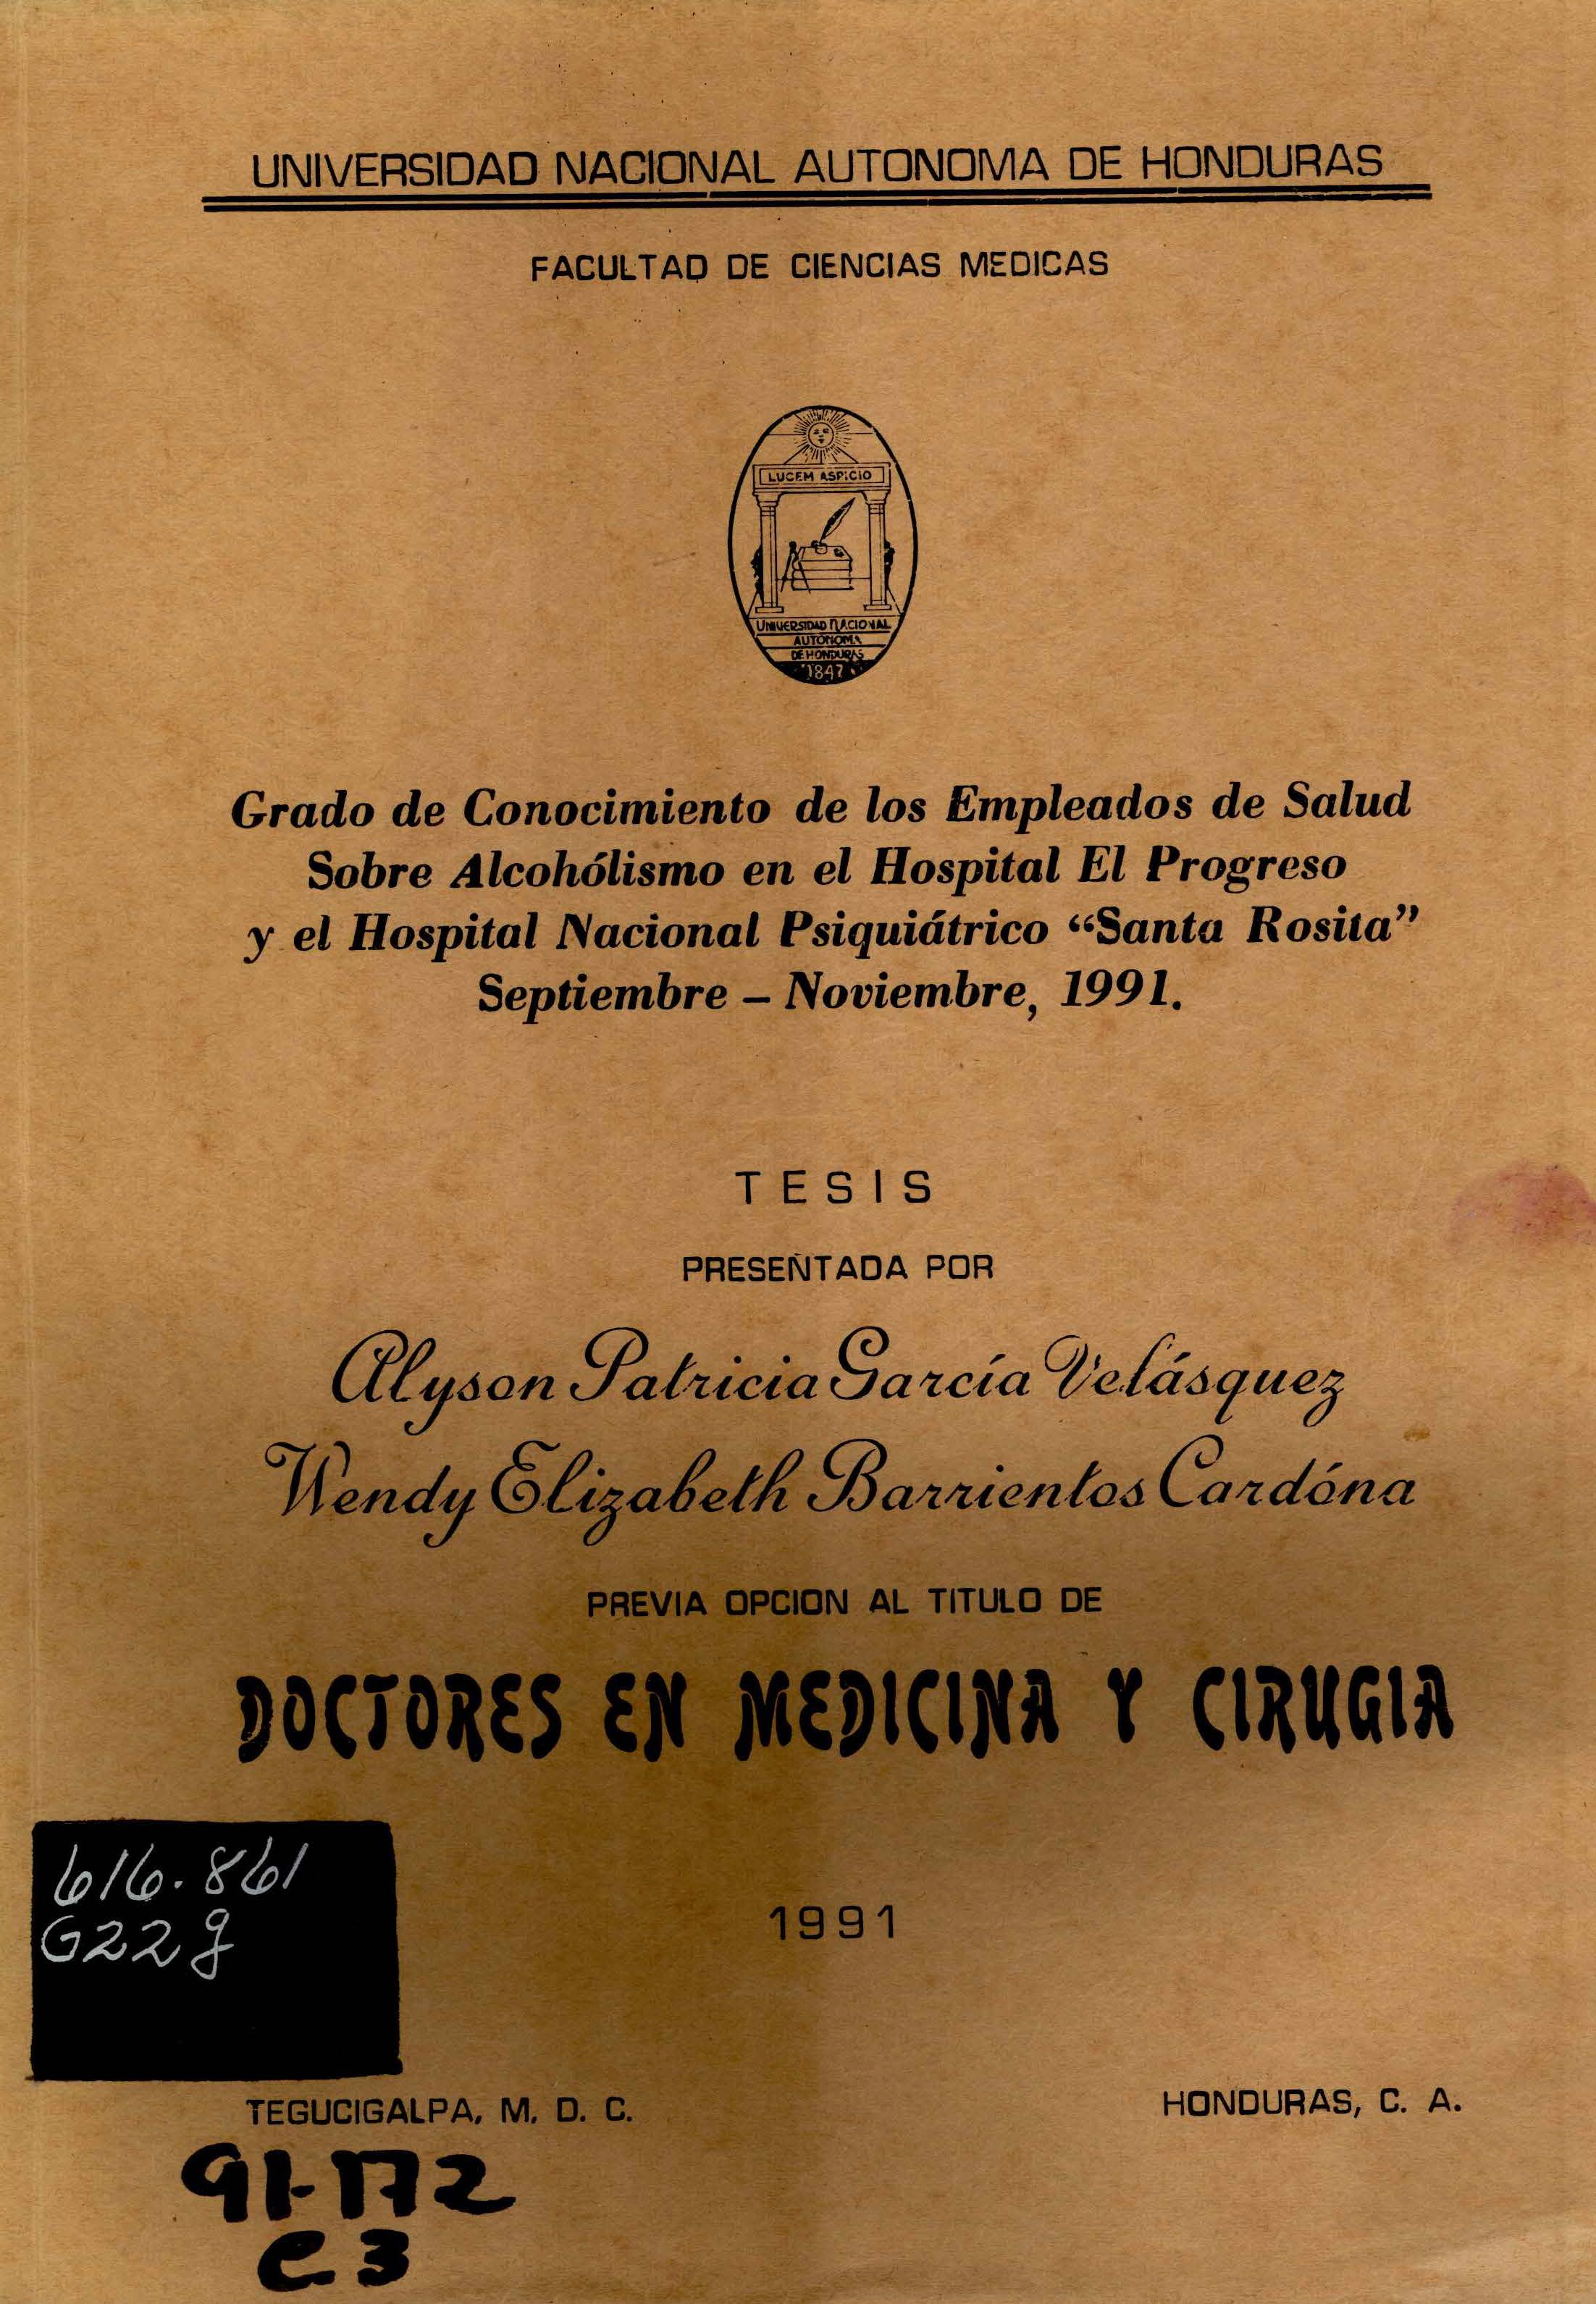 UNIVERSIDAD NACIONAL AUTONOMA DE HONDURAS
FACULTAD DE CIENCIAS MEDICAS
LUCEM ASPICIO
UNIVERSIDAD NACIONAL
AUTONOMA
DE HONDURAS
1847
Grado de Conocimiento de los Empleados de Salud
Sobre Alcohólismo en el Hospital El Progreso
y el Hospital Nacional Psiquiátrico “Santa Rosita”
Septiembre – Noviembre, 1991.
TESIS
PRESENTADA POR
Alyson Patricia García Velásquez
Wendy Elizabeth Barrientos Cardóna
PREVIA OPCION AL TITULO DE
DOCTORES EN MEDICINA Y CIRUGIA
616.861
G22g
1991
TEGUCIGALPA, M. D. C. HONDURAS, C. A.
91-172
C.3